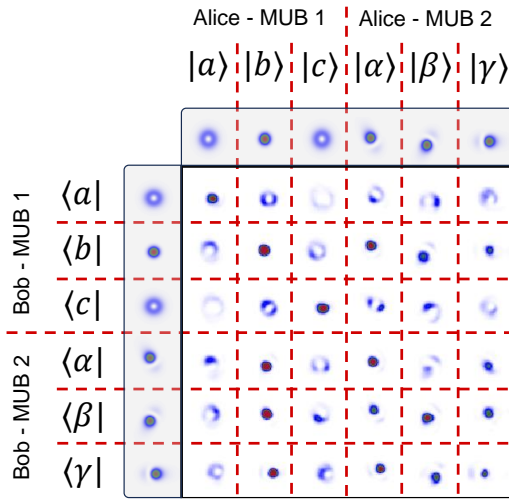 Alice - MUB 1 Alice - MUB 2
|a⟩ |b⟩ |c⟩ |α⟩ |β⟩ |γ⟩
Bob - MUB 1
⟨a|
⟨b|
⟨c|
Bob - MUB 2
⟨α|
⟨β|
⟨γ|